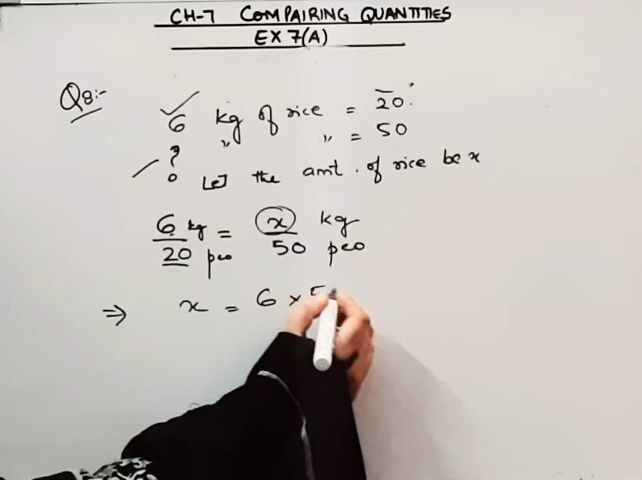 CH-7 COMPAIRING QUANTITIES
EX 7(A)
Q8:-
6 kg of rice = 20
? " " = 50
Let the amt. of rice be x
6 kg = x kg
20 peo 50 peo
⇒ x = 6 × 5